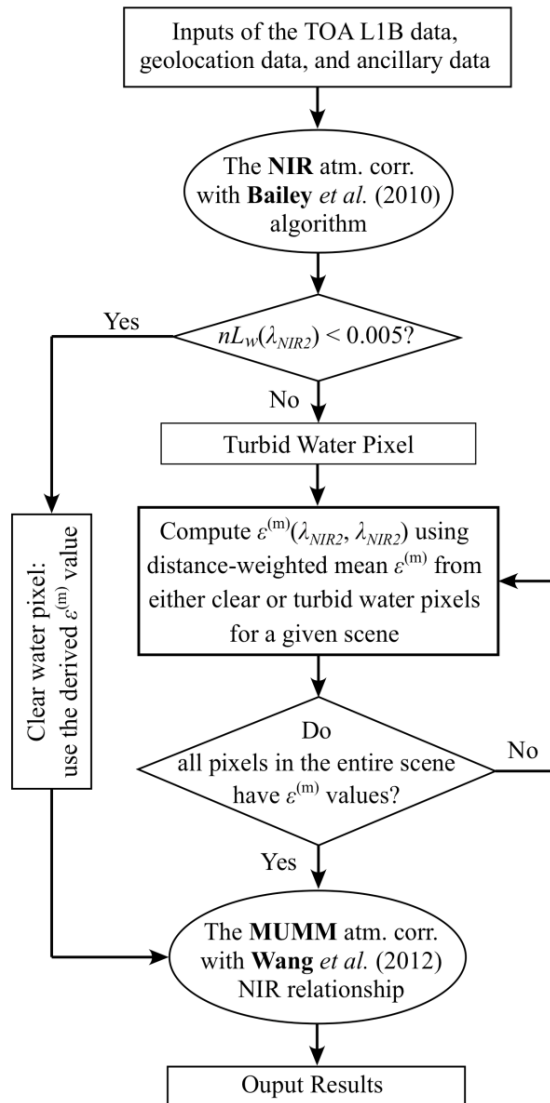 Inputs of the TOA L1B data,
geolocation data, and ancillary data
The NIR atm. corr.
with Bailey et al. (2010)
algorithm
Yes
nLw(λNIR2) < 0.005?
No
Turbid Water Pixel
Clear water pixel:
use the derived ε(m) value
Compute ε(m)(λNIR2, λNIR2) using
distance-weighted mean ε(m) from
either clear or turbid water pixels
for a given scene
Do
all pixels in the entire scene
have ε(m) values?
No
Yes
The MUMM atm. corr.
with Wang et al. (2012)
NIR relationship
Ouput Results